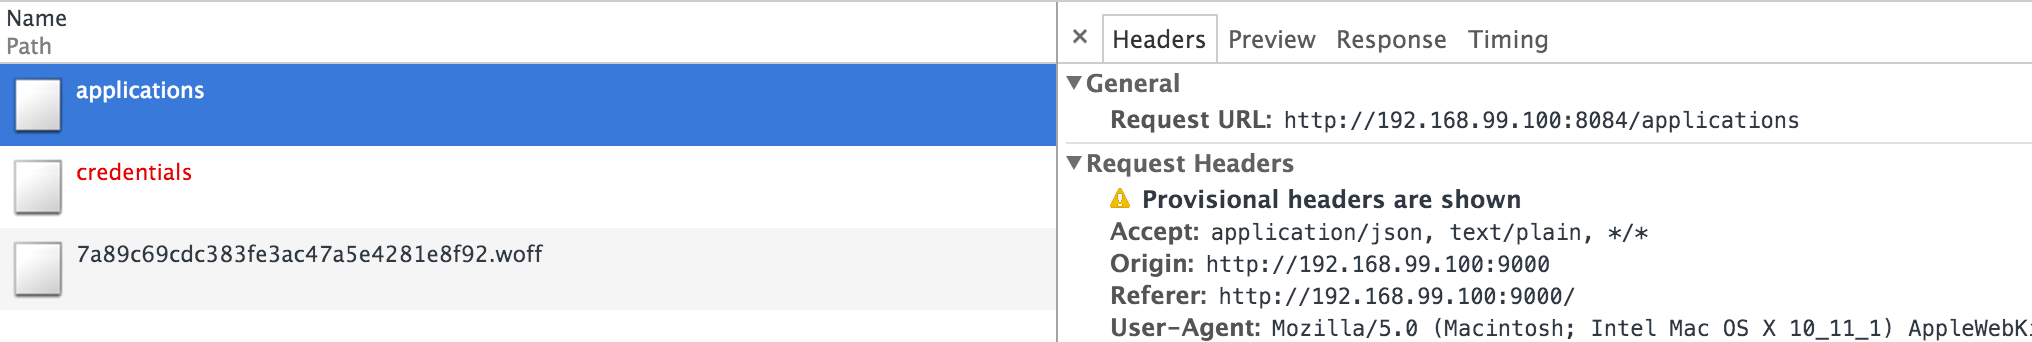 Name
Path
applications
credentials
7a89c69cdc383fe3ac47a5e4281e8f92.woff
× Headers Preview Response Timing
▼General
Request URL: http://192.168.99.100:8084/applications
▼Request Headers
Provisional headers are shown
Accept: application/json, text/plain, */*
Origin: http://192.168.99.100:9000
Referer: http://192.168.99.100:9000/
User-Agent: Mozilla/5.0 (Macintosh; Intel Mac OS X 10_11_1) AppleWebKi